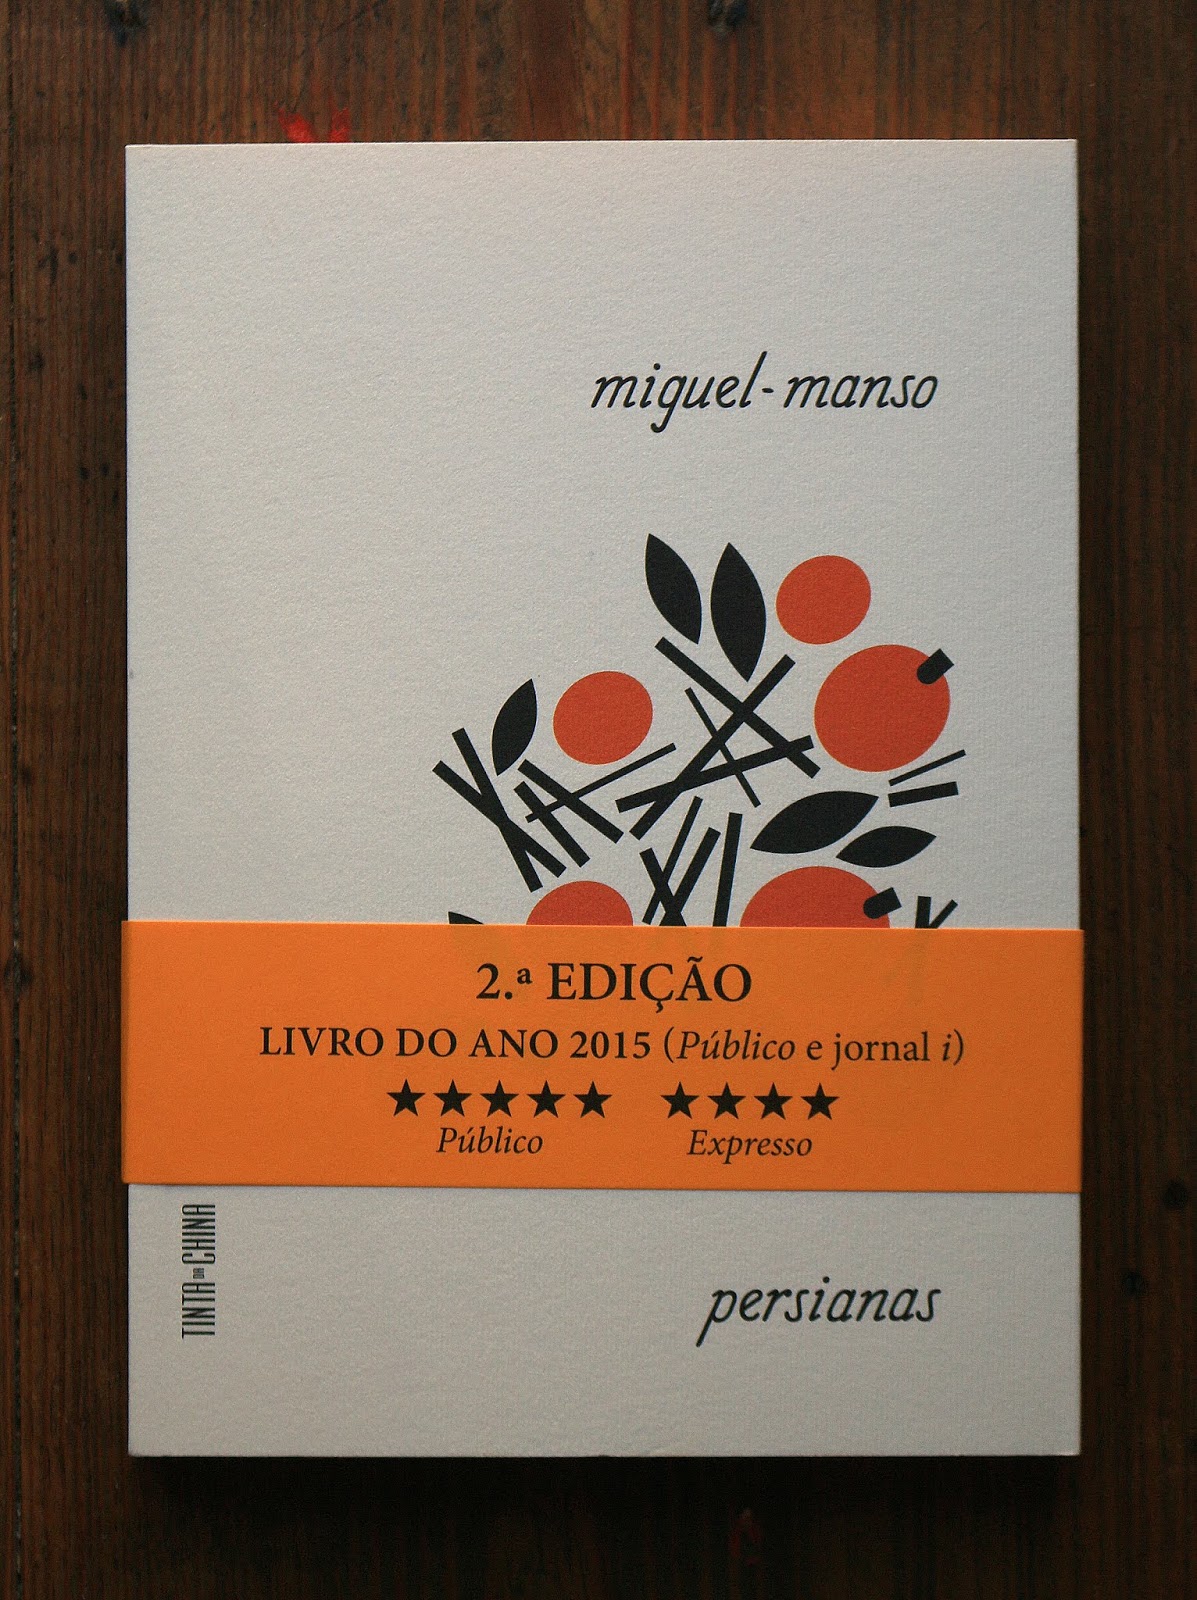 miguel-manso
2.ª EDIÇÃO
LIVRO DO ANO 2015 (Público e jornal i)
★★★★★ ★★★★
Público Expresso
TINTA DA CHINA
persianas